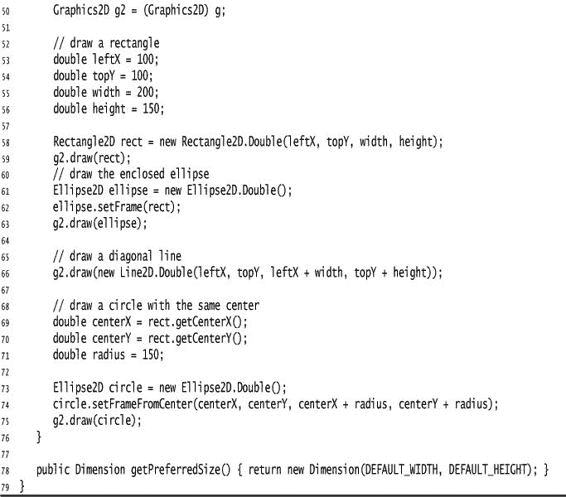 50 Graphics2D g2 = (Graphics2D) g;
51
52 // draw a rectangle
53 double leftX = 100;
54 double topY = 100;
55 double width = 200;
56 double height = 150;
57
58 Rectangle2D rect = new Rectangle2D.Double(leftX, topY, width, height);
59 g2.draw(rect);
60 // draw the enclosed ellipse
61 Ellipse2D ellipse = new Ellipse2D.Double();
62 ellipse.setFrame(rect);
63 g2.draw(ellipse);
64
65 // draw a diagonal line
66 g2.draw(new Line2D.Double(leftX, topY, leftX + width, topY + height));
67
68 // draw a circle with the same center
69 double centerX = rect.getCenterX();
70 double centerY = rect.getCenterY();
71 double radius = 150;
72
73 Ellipse2D circle = new Ellipse2D.Double();
74 circle.setFrameFromCenter(centerX, centerY, centerX + radius, centerY + radius);
75 g2.draw(circle);
76 }
77
78 public Dimension getPreferredSize() { return new Dimension(DEFAULT_WIDTH, DEFAULT_HEIGHT); }
79 }